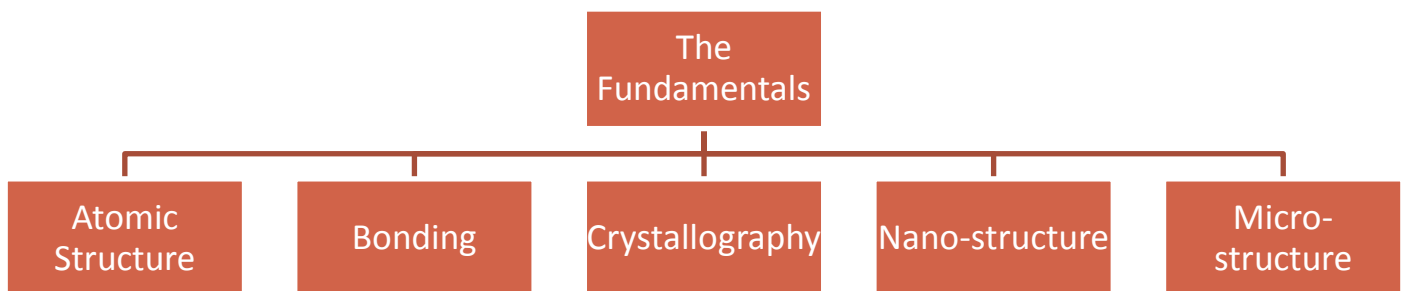 The
Fundamentals
Atomic
Structure
Bonding
Crystallography
Nano-structure
Micro-
structure